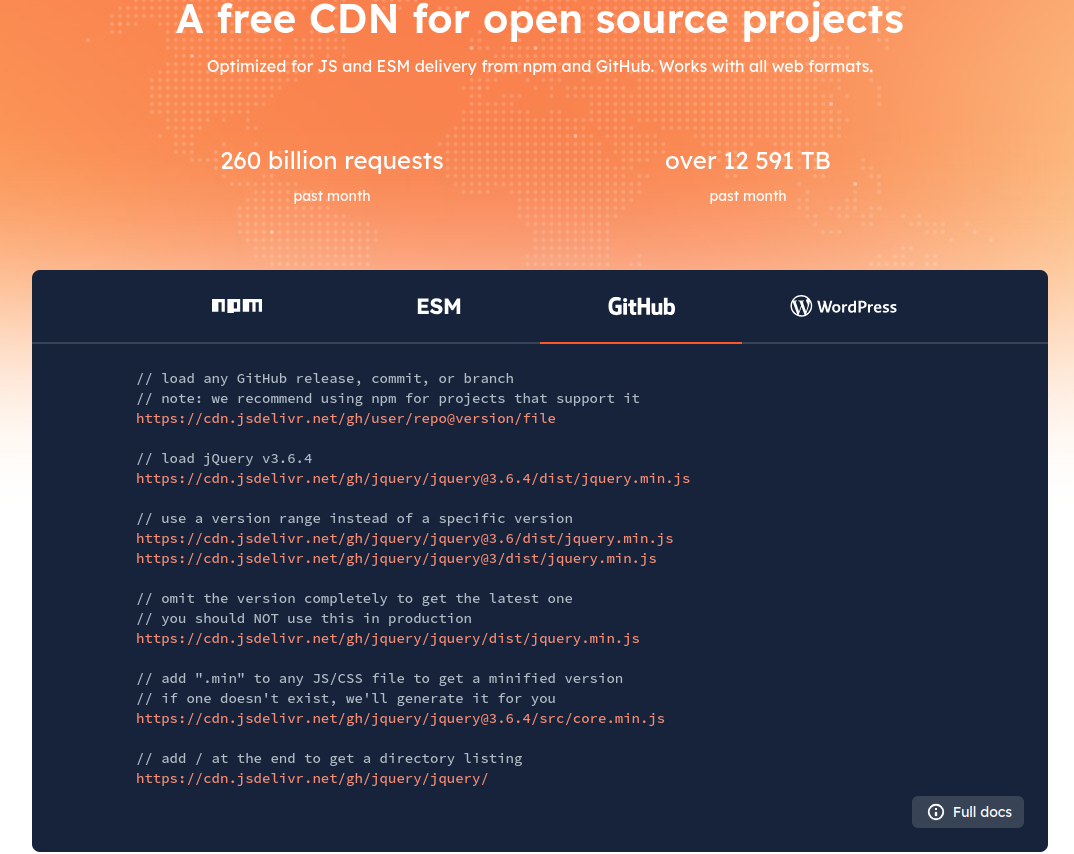 A free CDN for open source projects
Optimized for JS and ESM delivery from npm and GitHub. Works with all web formats.
260 billion requests
past month
over 12 591 TB
past month
npm
ESM
GitHub
WordPress
// load any GitHub release, commit, or branch
// note: we recommend using npm for projects that support it
https://cdn.jsdelivr.net/gh/user/repo@version/file
// load jQuery v3.6.4
https://cdn.jsdelivr.net/gh/jquery/jquery@3.6.4/dist/jquery.min.js
// use a version range instead of a specific version
https://cdn.jsdelivr.net/gh/jquery/jquery@3.6/dist/jquery.min.js
https://cdn.jsdelivr.net/gh/jquery/jquery@3/dist/jquery.min.js
// omit the version completely to get the latest one
// you should NOT use this in production
https://cdn.jsdelivr.net/gh/jquery/jquery/dist/jquery.min.js
// add ".min" to any JS/CSS file to get a minified version
// if one doesn't exist, we'll generate it for you
https://cdn.jsdelivr.net/gh/jquery/jquery@3.6.4/src/core.min.js
// add / at the end to get a directory listing
https://cdn.jsdelivr.net/gh/jquery/jquery/
Full docs